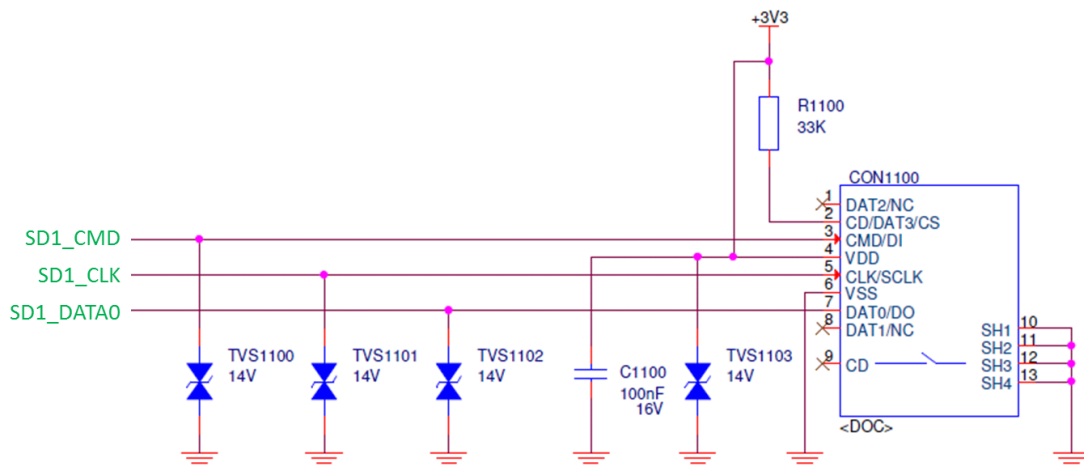 +3V3
R1100
33K
CON1100
1 DAT2/NC
2 CD/DAT3/CS
SD1_CMD
3 CMD/DI
4 VDD
SD1_CLK
5 CLK/SCLK
6 VSS
SD1_DATA0
7 DAT0/DO
8 DAT1/NC
SH1 10
SH2 11
9 CD
SH3 12
SH4 13
TVS1100
14V
TVS1101
14V
TVS1102
14V
C1100
100nF
16V
TVS1103
14V
<DOC>